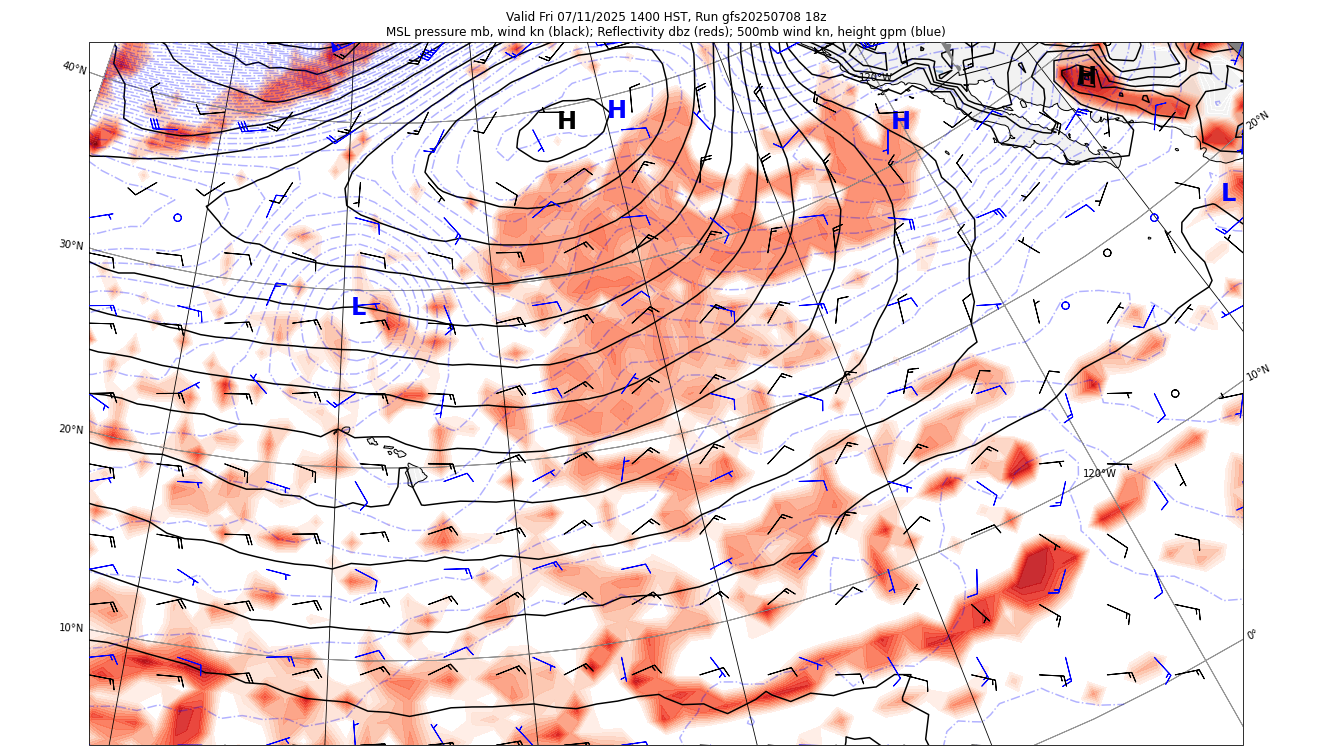 Valid Fri 07/11/2025 1400 HST, Run gfs20250708 18z
MSL pressure mb, wind kn (black); Reflectivity dbz (reds); 500mb wind kn, height gpm (blue)
40°N
120°W
H
H
H
H
20°N
L
30°N
L
10°N
20°N
120°W
10°N
0°